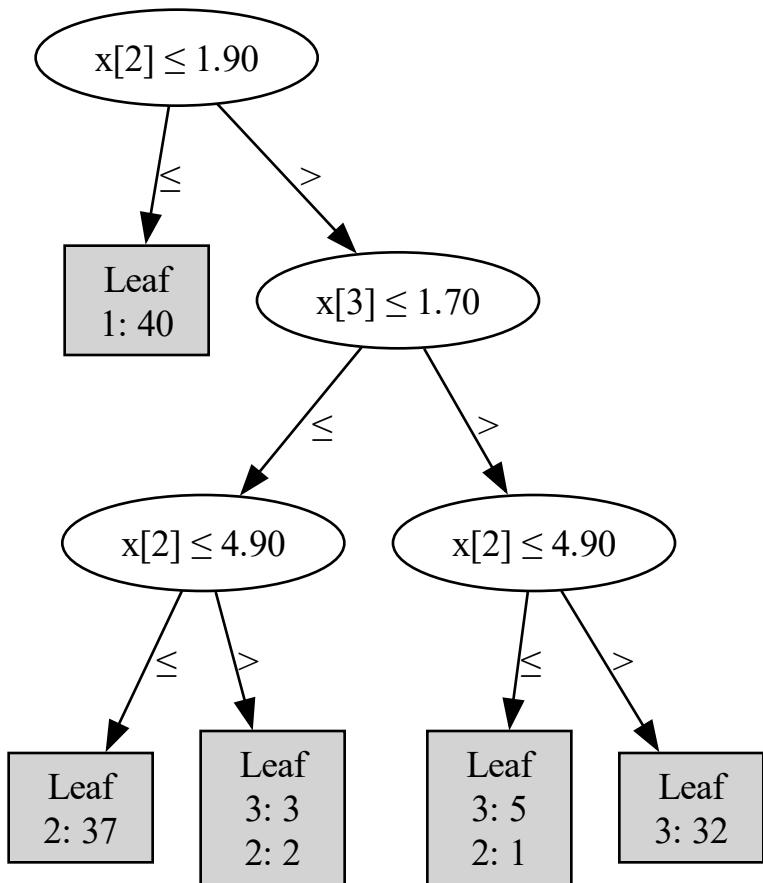 x[2] ≤ 1.90
≤
>
Leaf
1: 40
x[3] ≤ 1.70
≤
>
x[2] ≤ 4.90
x[2] ≤ 4.90
≤
>
≤
>
Leaf
2: 37
Leaf
3: 3
2: 2
Leaf
3: 5
2: 1
Leaf
3: 32